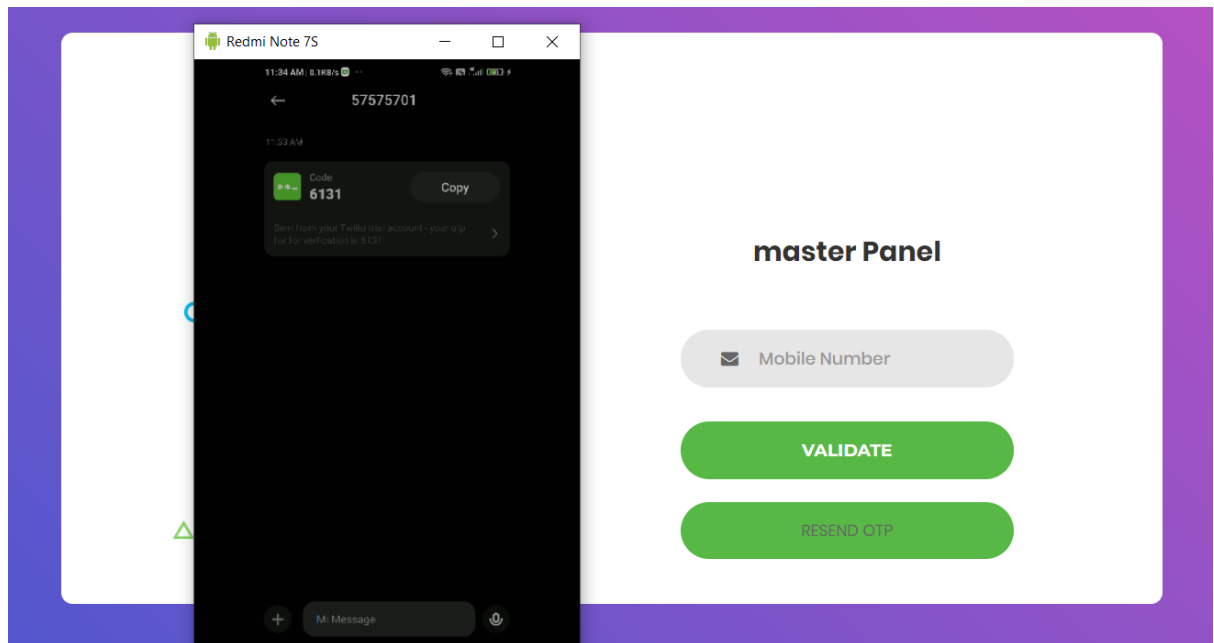 Redmi Note 7S
11:34 AM | 0.1KB/s
57575701
11:33 AM
Code
6131
Copy
Sent from your Twilio trial account - your otp
for for verification is 6131
Mi Message
master Panel
Mobile Number
VALIDATE
RESEND OTP